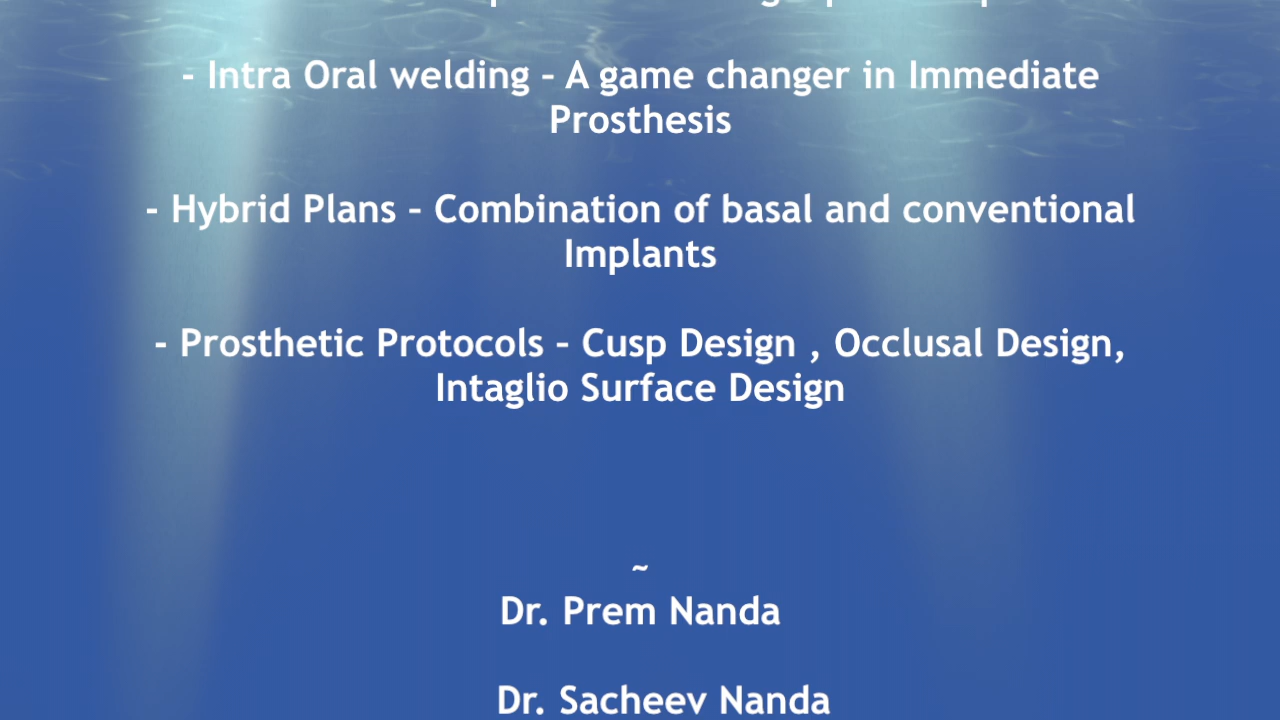 - Intra Oral welding – A game changer in Immediate
Prosthesis
- Hybrid Plans – Combination of basal and conventional
Implants
- Prosthetic Protocols – Cusp Design , Occlusal Design,
Intaglio Surface Design
~
Dr. Prem Nanda
Dr. Sacheev Nanda